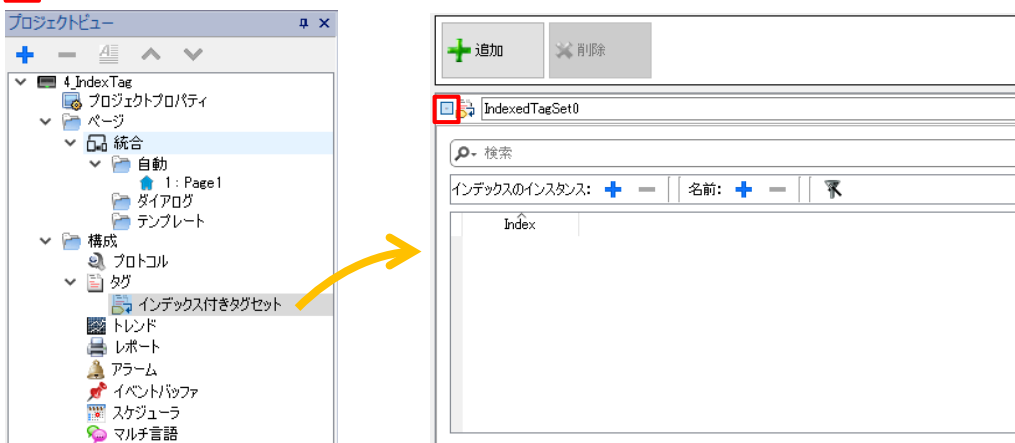 プロジェクトビュー
4_IndexTag
プロジェクトプロパティ
ページ
統合
自動
1 : Page1
ダイアログ
テンプレート
構成
プロトコル
タグ
インデックス付きタグセット
トレンド
レポート
アラーム
イベントバッファ
スケジューラ
マルチ言語
追加 削除
IndexedTagSet0
検索
インデックスのインスタンス: 名前:
Index